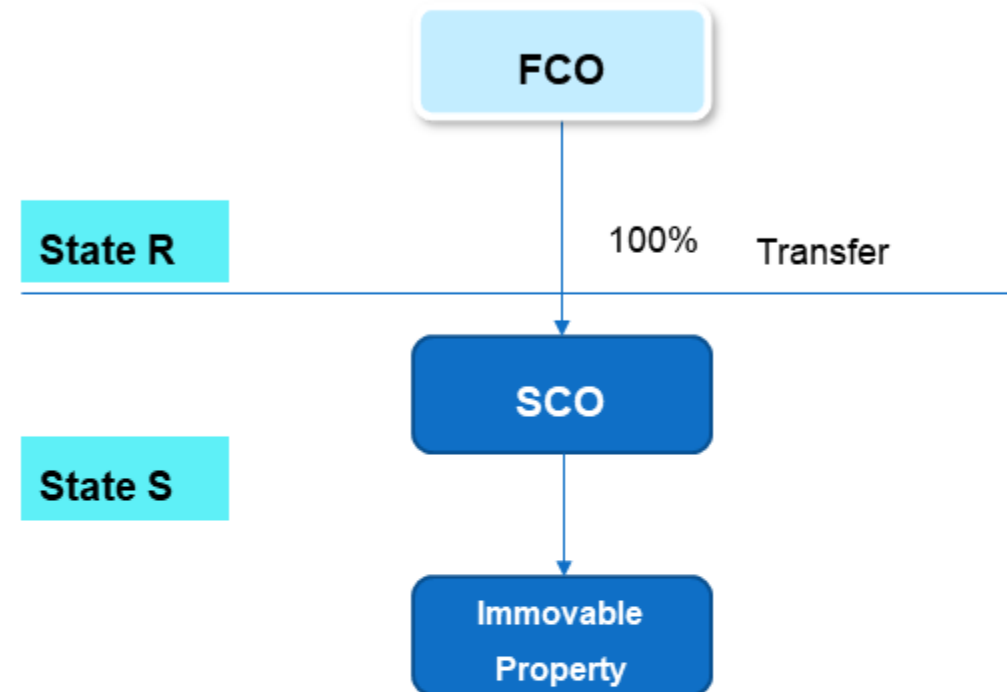 FCO
State R
100%
Transfer
SCO
State S
Immovable
Property